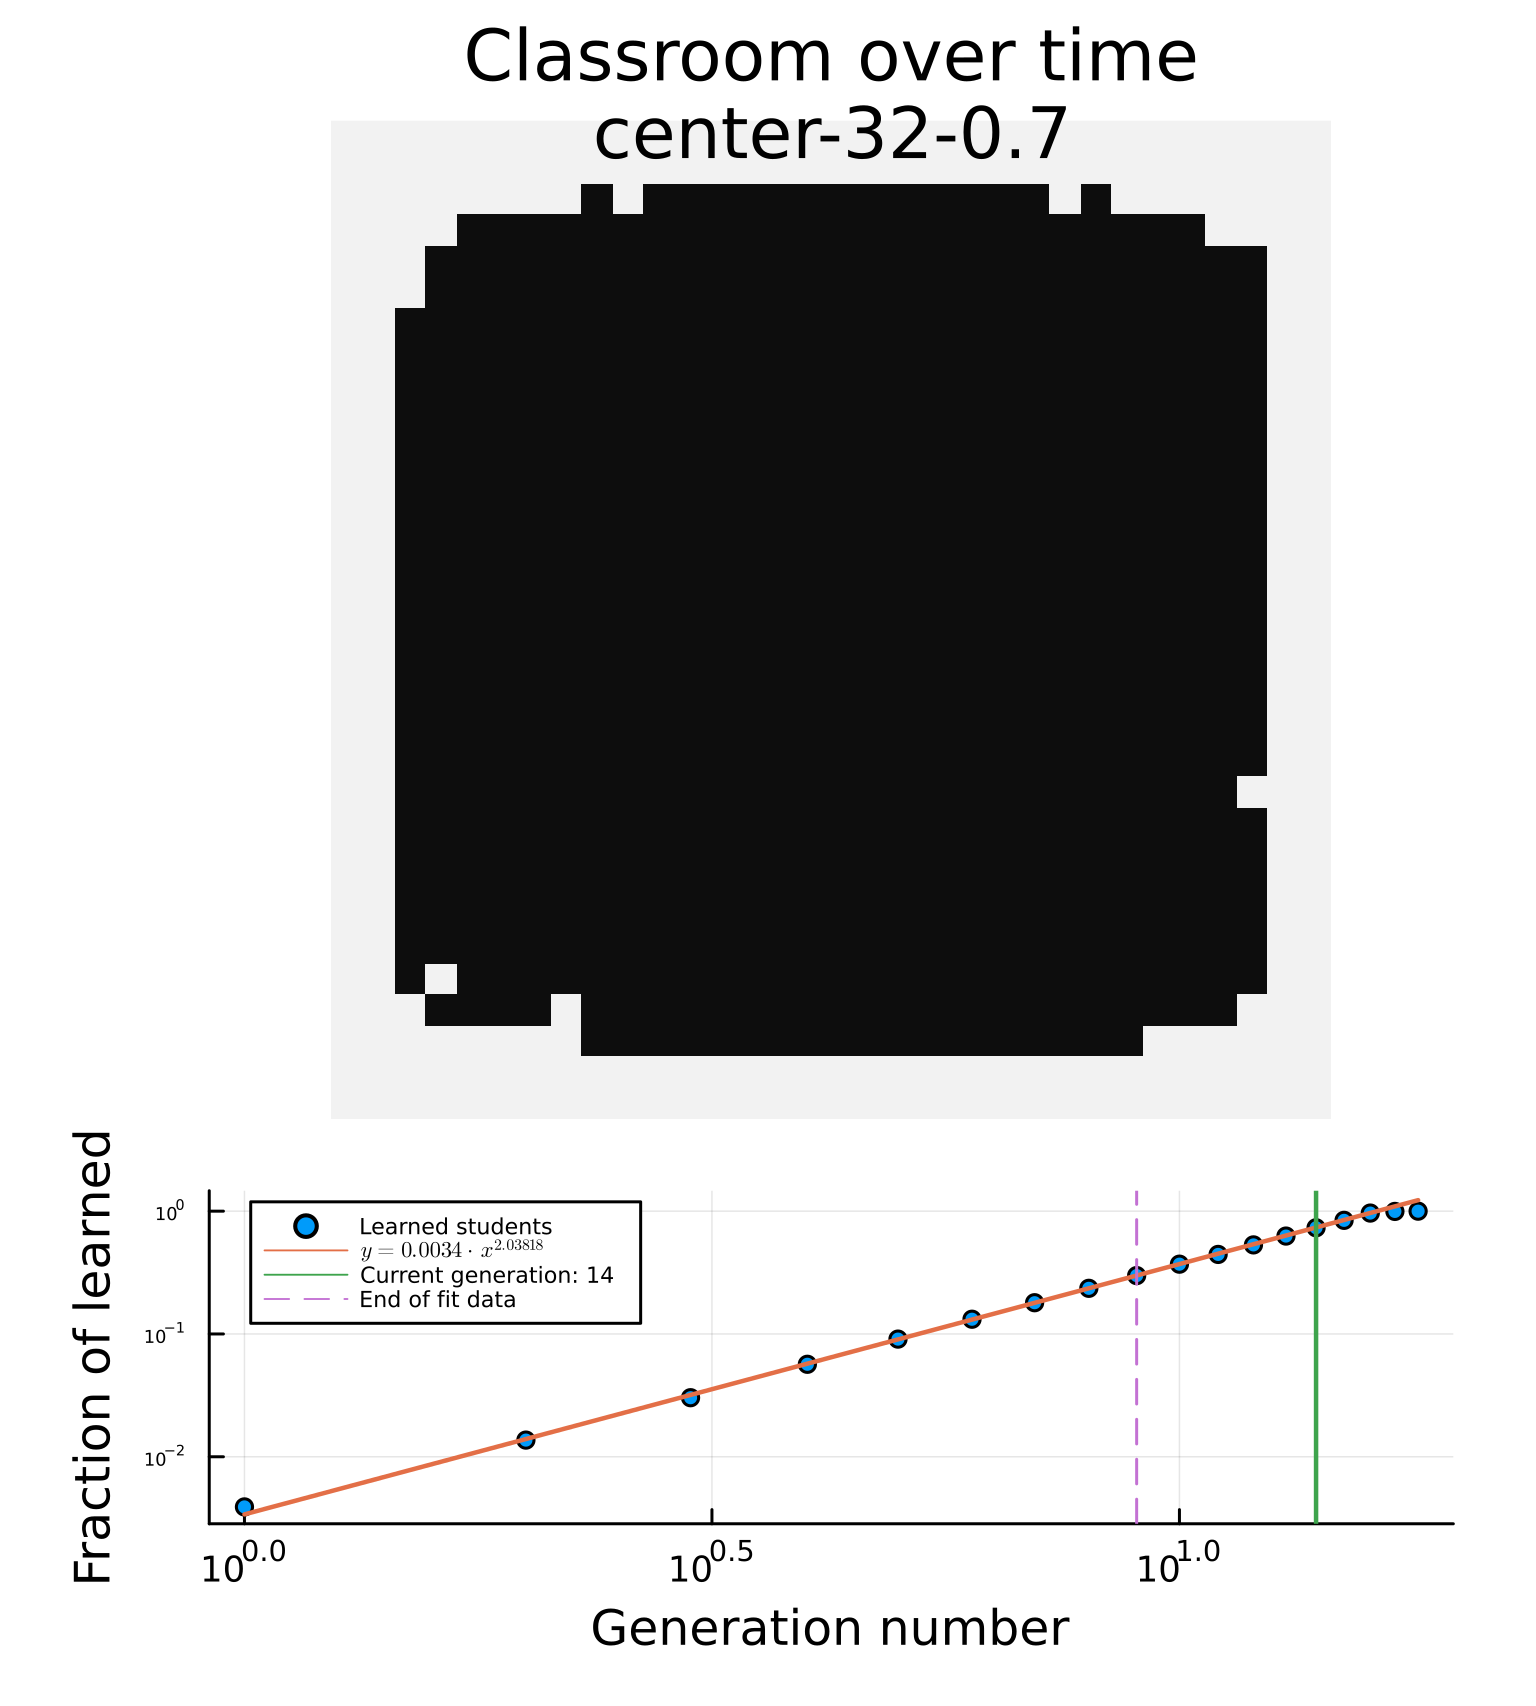 Classroom over time
center-32-0.7
Fraction of learned
10^0
10^−1
10^−2
Learned students
y = 0.0034 · x^2.03818
Current generation: 14
End of fit data
10^0.0 10^0.5 10^1.0
Generation number